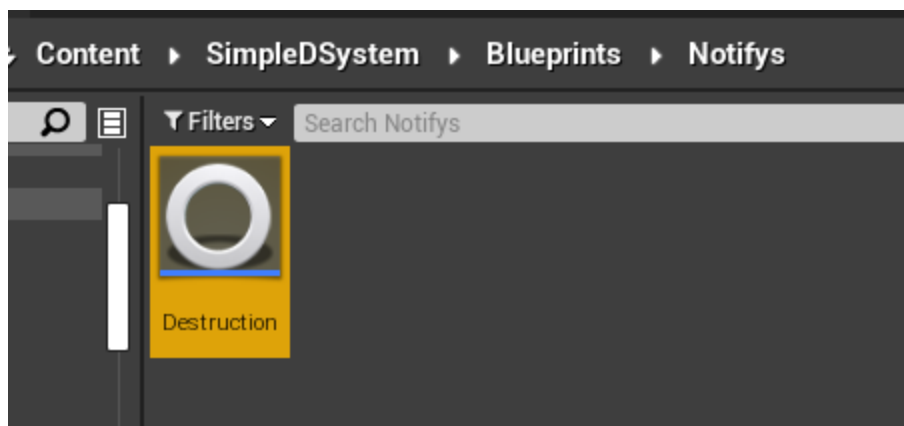 Content SimpleDSystem Blueprints Notifys
Filters Search Notifys
Destruction